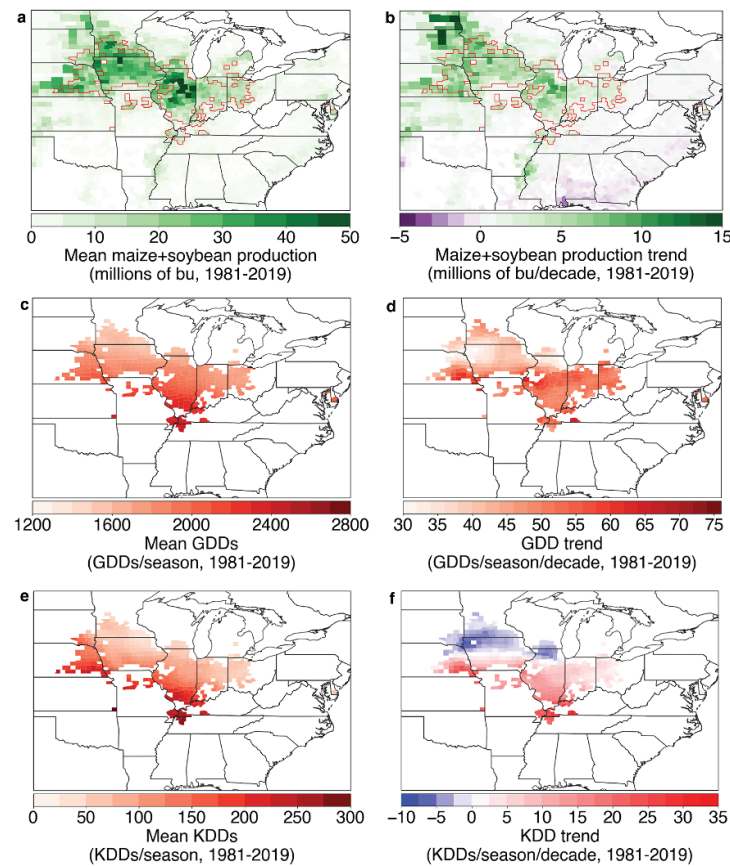 a
b
0 10 20 30 40 50
Mean maize+soybean production
(millions of bu, 1981-2019)
−5 0 5 10 15
Maize+soybean production trend
(millions of bu/decade, 1981-2019)
c
d
1200 1600 2000 2400 2800
Mean GDDs
(GDDs/season, 1981-2019)
30 35 40 45 50 55 60 65 70 75
GDD trend
(GDDs/season/decade, 1981-2019)
e
f
0 50 100 150 200 250 300
Mean KDDs
(KDDs/season, 1981-2019)
−10 −5 0 5 10 15 20 25 30 35
KDD trend
(KDDs/season/decade, 1981-2019)